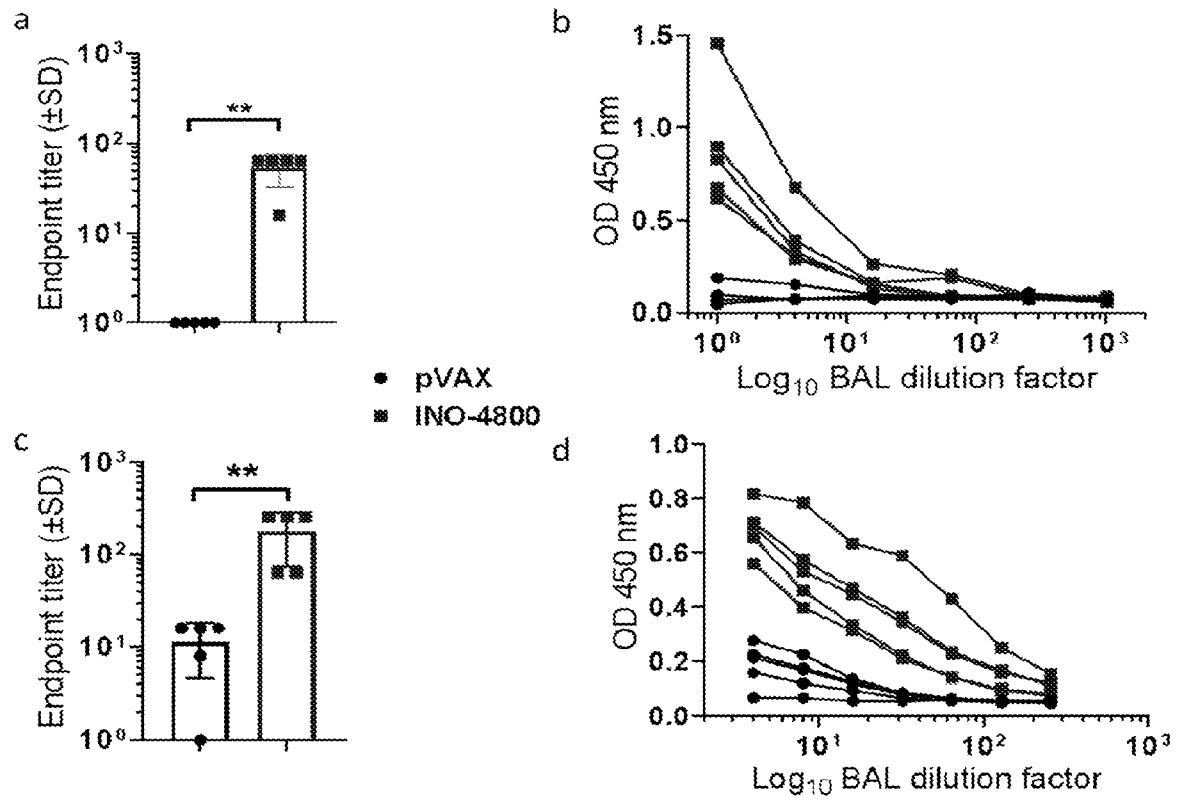 a
Endpoint titer (±SD)
10³
10²
10¹
10⁰
**
b
OD 450 nm
1.5
1.0
0.5
0.0
10⁰ 10¹ 10² 10³
Log₁₀ BAL dilution factor
pVAX
INO-4800
c
Endpoint titer (±SD)
10³
10²
10¹
10⁰
**
d
OD 450 nm
1.0
0.8
0.6
0.4
0.2
0.0
10¹ 10² 10³
Log₁₀ BAL dilution factor